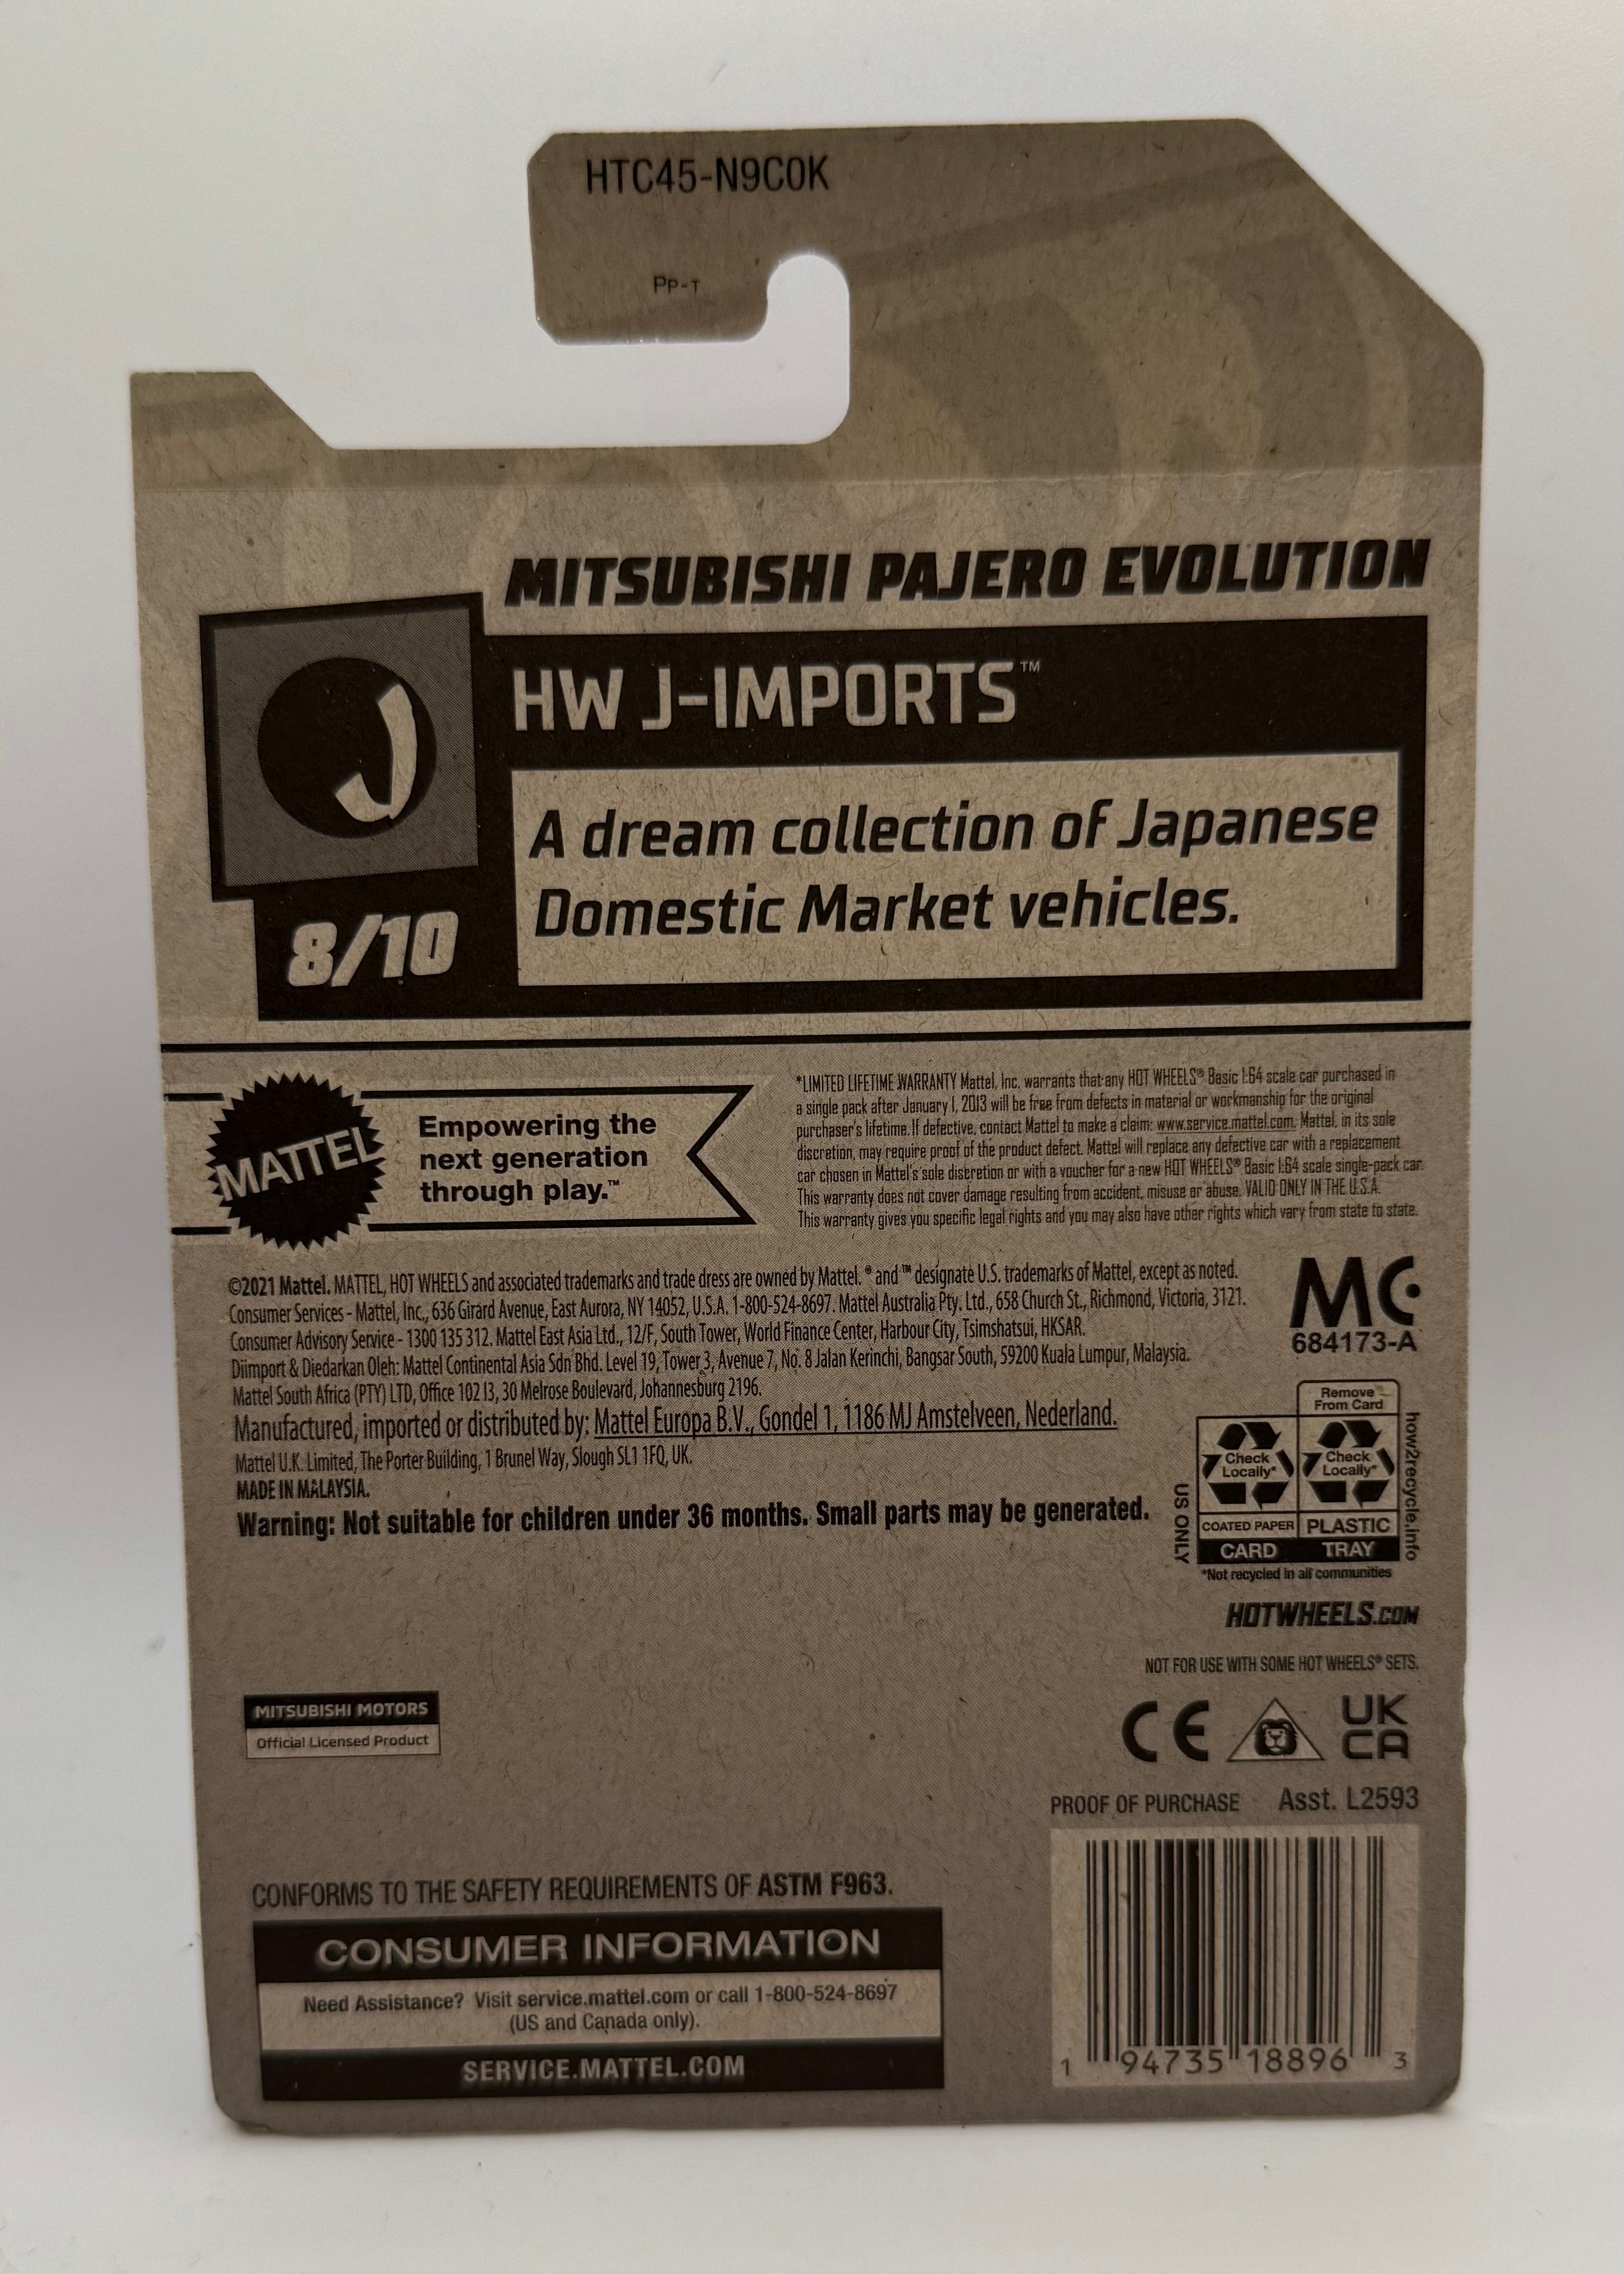 HTC45-N9C0K
PP-T
MITSUBISHI PAJERO EVOLUTION
J
HW J-IMPORTS™
A dream collection of Japanese
Domestic Market vehicles.
8/10
MATTEL
Empowering the
next generation
through play.™
*LIMITED LIFETIME WARRANTY Mattel, Inc. warrants that any HOT WHEELS® Basic 1:64 scale car purchased in
a single pack after January 1, 2013 will be free from defects in material or workmanship for the original
purchaser's lifetime. If defective, contact Mattel to make a claim: www.service.mattel.com. Mattel, in its sole
discretion, may require proof of the product defect. Mattel will replace any defective car with a replacement
car chosen in Mattel's sole distretion or with a voucher for a new HOT WHEELS® Basic 1:64 scale single-pack car.
This warranty does not cover damage resulting from accident, misuse or abuse. VALID ONLY IN THE U.S.A.
This warranty gives you specific legal rights and you may also have other rights which vary from state to state.
©2021 Mattel. MATTEL, HOT WHEELS and associated trademarks and trade dress are owned by Mattel. ® and ™ designate U.S. trademarks of Mattel, except as noted.
Consumer Services - Mattel, Inc., 636 Girard Avenue, East Aurora, NY 14052, U.S.A. 1-800-524-8697. Mattel Australia Pty. Ltd., 658 Church St., Richmond, Victoria, 3121.
Consumer Advisory Service - 1300 135 312. Mattel East Asia Ltd., 12/F, South Tower, World Finance Center, Harbour City, Tsimshatsui, HKSAR.
Diimport & Diedarkan Oleh: Mattel Continental Asia Sdn Bhd. Level 19, Tower 3, Avenue 7, No. 8 Jalan Kerinchi, Bangsar South, 59200 Kuala Lumpur, Malaysia.
Mattel South Africa (PTY) LTD, Office 102 I3, 30 Melrose Boulevard, Johannesburg 2196.
Manufactured, imported or distributed by: Mattel Europa B.V., Gondel 1, 1186 MJ Amstelveen, Nederland.
Mattel U.K. Limited, The Porter Building, 1 Brunel Way, Slough SL1 1FQ, UK.
MADE IN MALAYSIA.
Warning: Not suitable for children under 36 months. Small parts may be generated.
MC
684173-A
Remove
From Card
Check
Locally*
Check
Locally*
COATED PAPER
PLASTIC
CARD
TRAY
US ONLY
how2recycle.info
*Not recycled in all communities
HOTWHEELS.COM
NOT FOR USE WITH SOME HOT WHEELS® SETS.
MITSUBISHI MOTORS
Official Licensed Product
CE
UK
CA
PROOF OF PURCHASE Asst. L2593
CONFORMS TO THE SAFETY REQUIREMENTS OF ASTM F963.
CONSUMER INFORMATION
Need Assistance? Visit service.mattel.com or call 1-800-524-8697
(US and Canada only).
SERVICE.MATTEL.COM
1 94735 18896 3